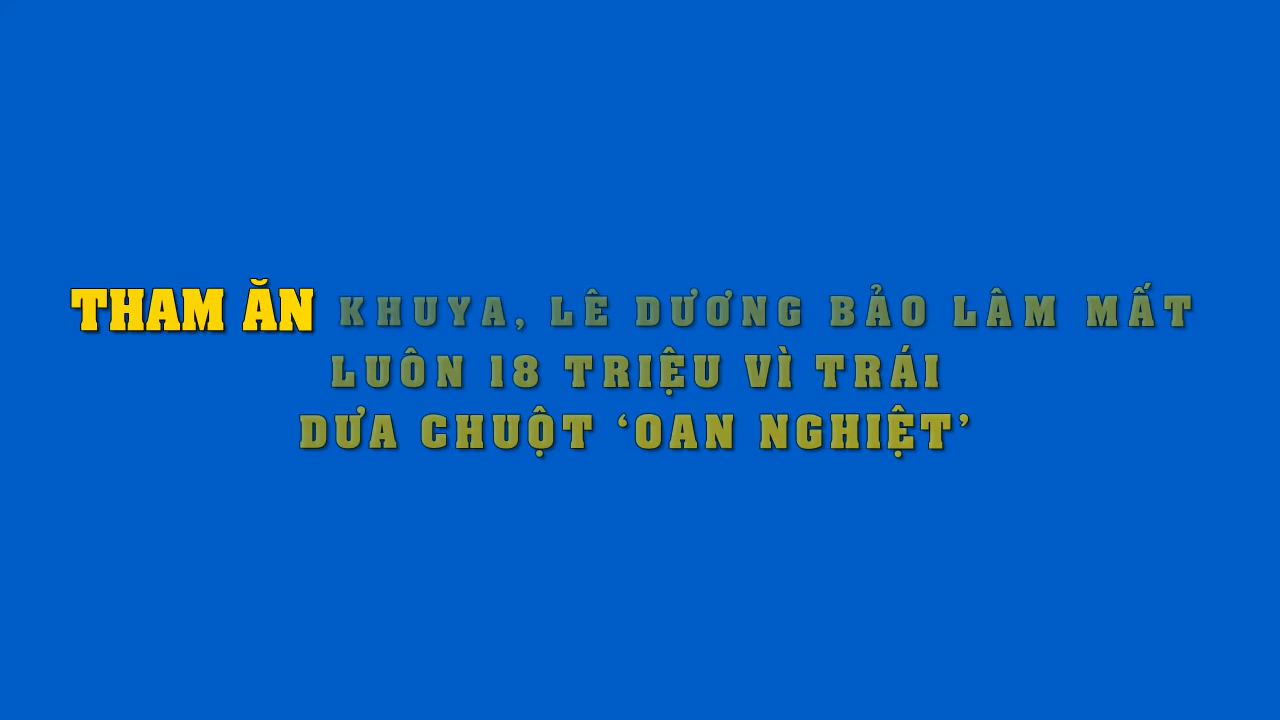 THAM ĂN KHUYA, LÊ DƯƠNG BẢO LÂM MẤT
LUÔN 18 TRIỆU VÌ TRÁI
DƯA CHUỘT ‘OAN NGHIỆT’